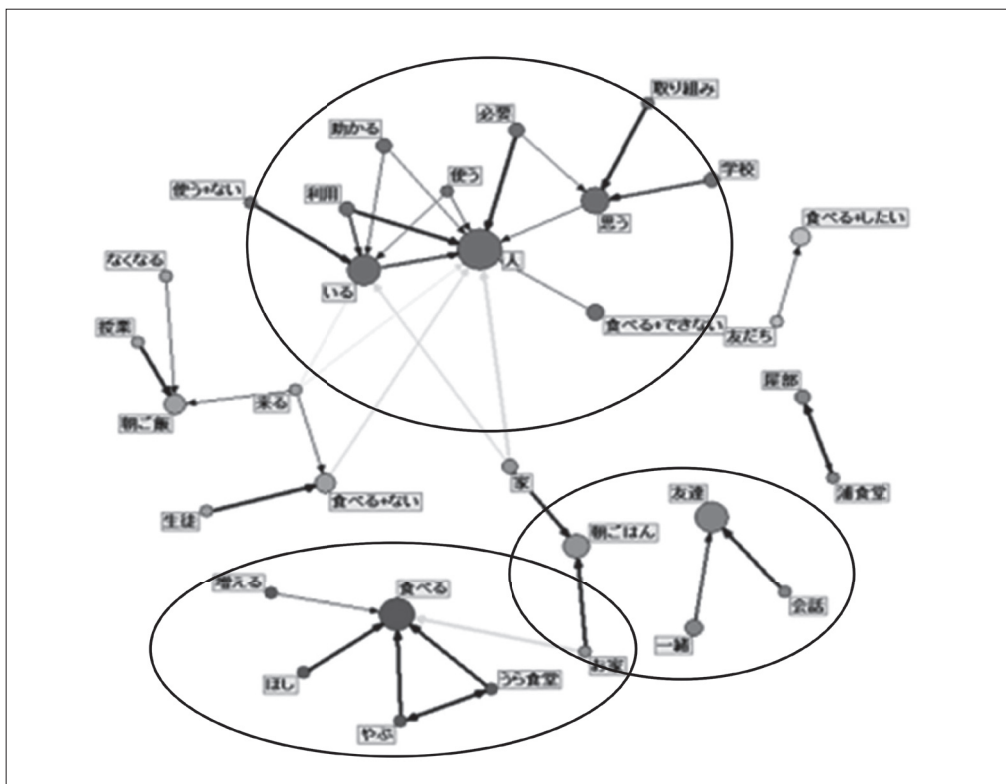 取り組み
必要
助かる
学校
使う
使う+ない
利用
食べる+したい
思う
人
なくなる
いる
食べる+できない
友だち
授業
犀部
来る
朝ご飯
家
浦食堂
友達
食べる+ない
生徒
朝ごはん
増える
食べる
会話
一緒
お家
うら食堂
ほし
やぶ